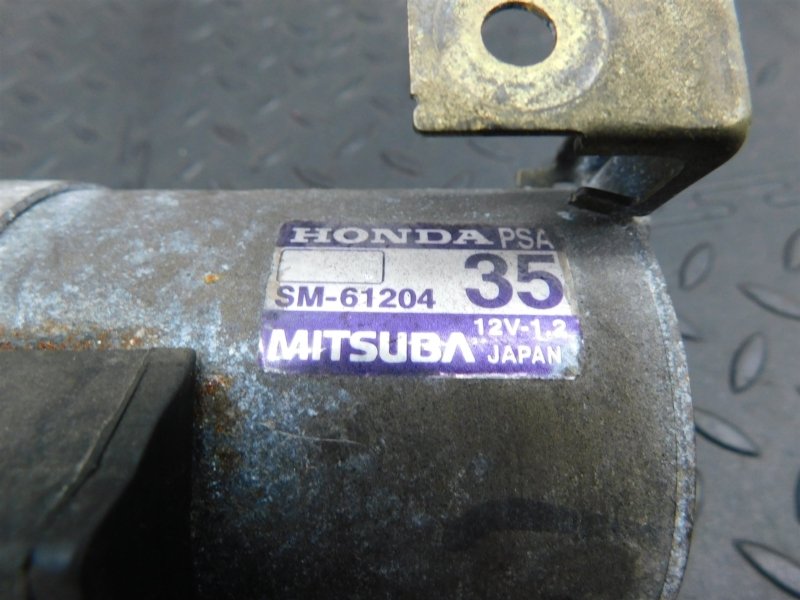 HONDA PSA
35
SM-61204
12V-1.2
MITSUBA JAPAN